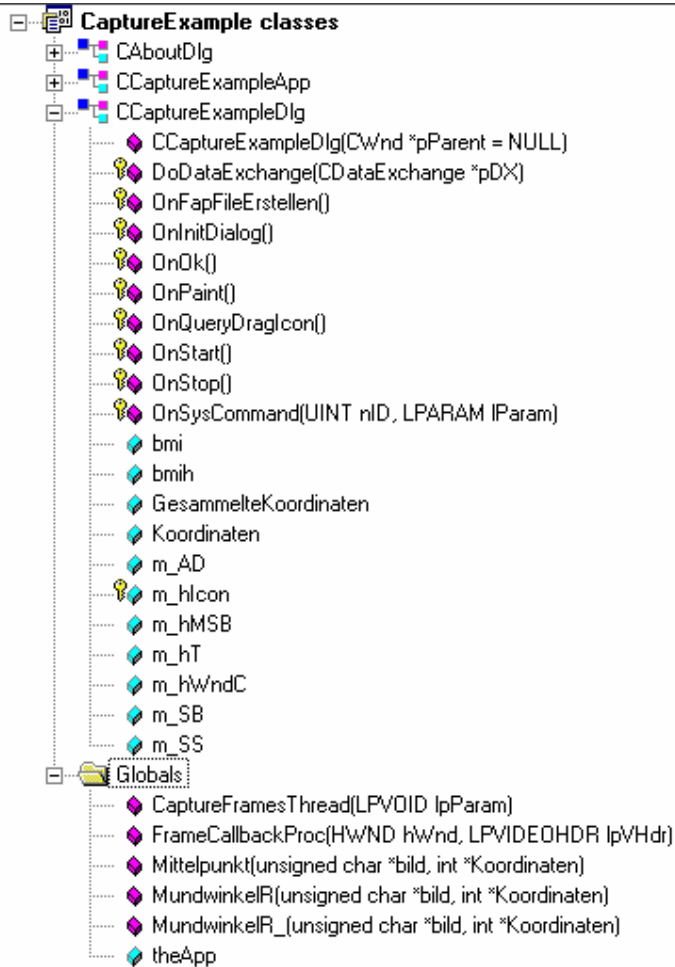 CaptureExample classes
CAboutDlg
CCaptureExampleApp
CCaptureExampleDlg
CCaptureExampleDlg(CWnd *pParent = NULL)
DoDataExchange(CDataExchange *pDX)
OnFapFileErstellen()
OnInitDialog()
OnOk()
OnPaint()
OnQueryDragIcon()
OnStart()
OnStop()
OnSysCommand(UINT nID, LPARAM lParam)
bmi
bmih
GesammelteKoordinaten
Koordinaten
m_AD
m_hIcon
m_hMSB
m_hT
m_hWndC
m_SB
m_SS
Globals
CaptureFramesThread(LPVOID lpParam)
FrameCallbackProc(HWND hWnd, LPVIDEOHDR lpVHdr)
Mittelpunkt(unsigned char *bild, int *Koordinaten)
MundwinkelR(unsigned char *bild, int *Koordinaten)
MundwinkelR_(unsigned char *bild, int *Koordinaten)
theApp